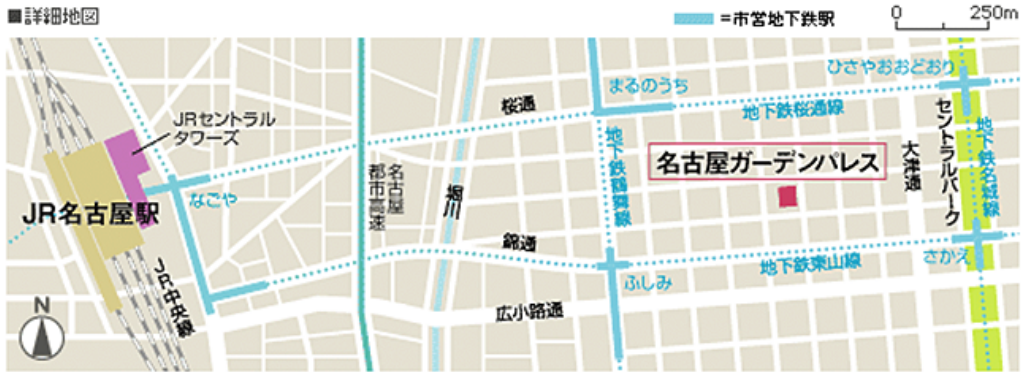 ■詳細地図
=市営地下鉄駅
0 250m
ひさやおおどおり
まるのうち
桜通
地下鉄桜通線
JRセントラル
タワーズ
地下鉄鶴舞線
名古屋ガーデンパレス
大津通
セントラルパーク
地下鉄名城線
名古屋
都市高速
堀川
なごや
JR名古屋駅
錦通
地下鉄東山線
さかえ
ふしみ
JR中央線
広小路通
N